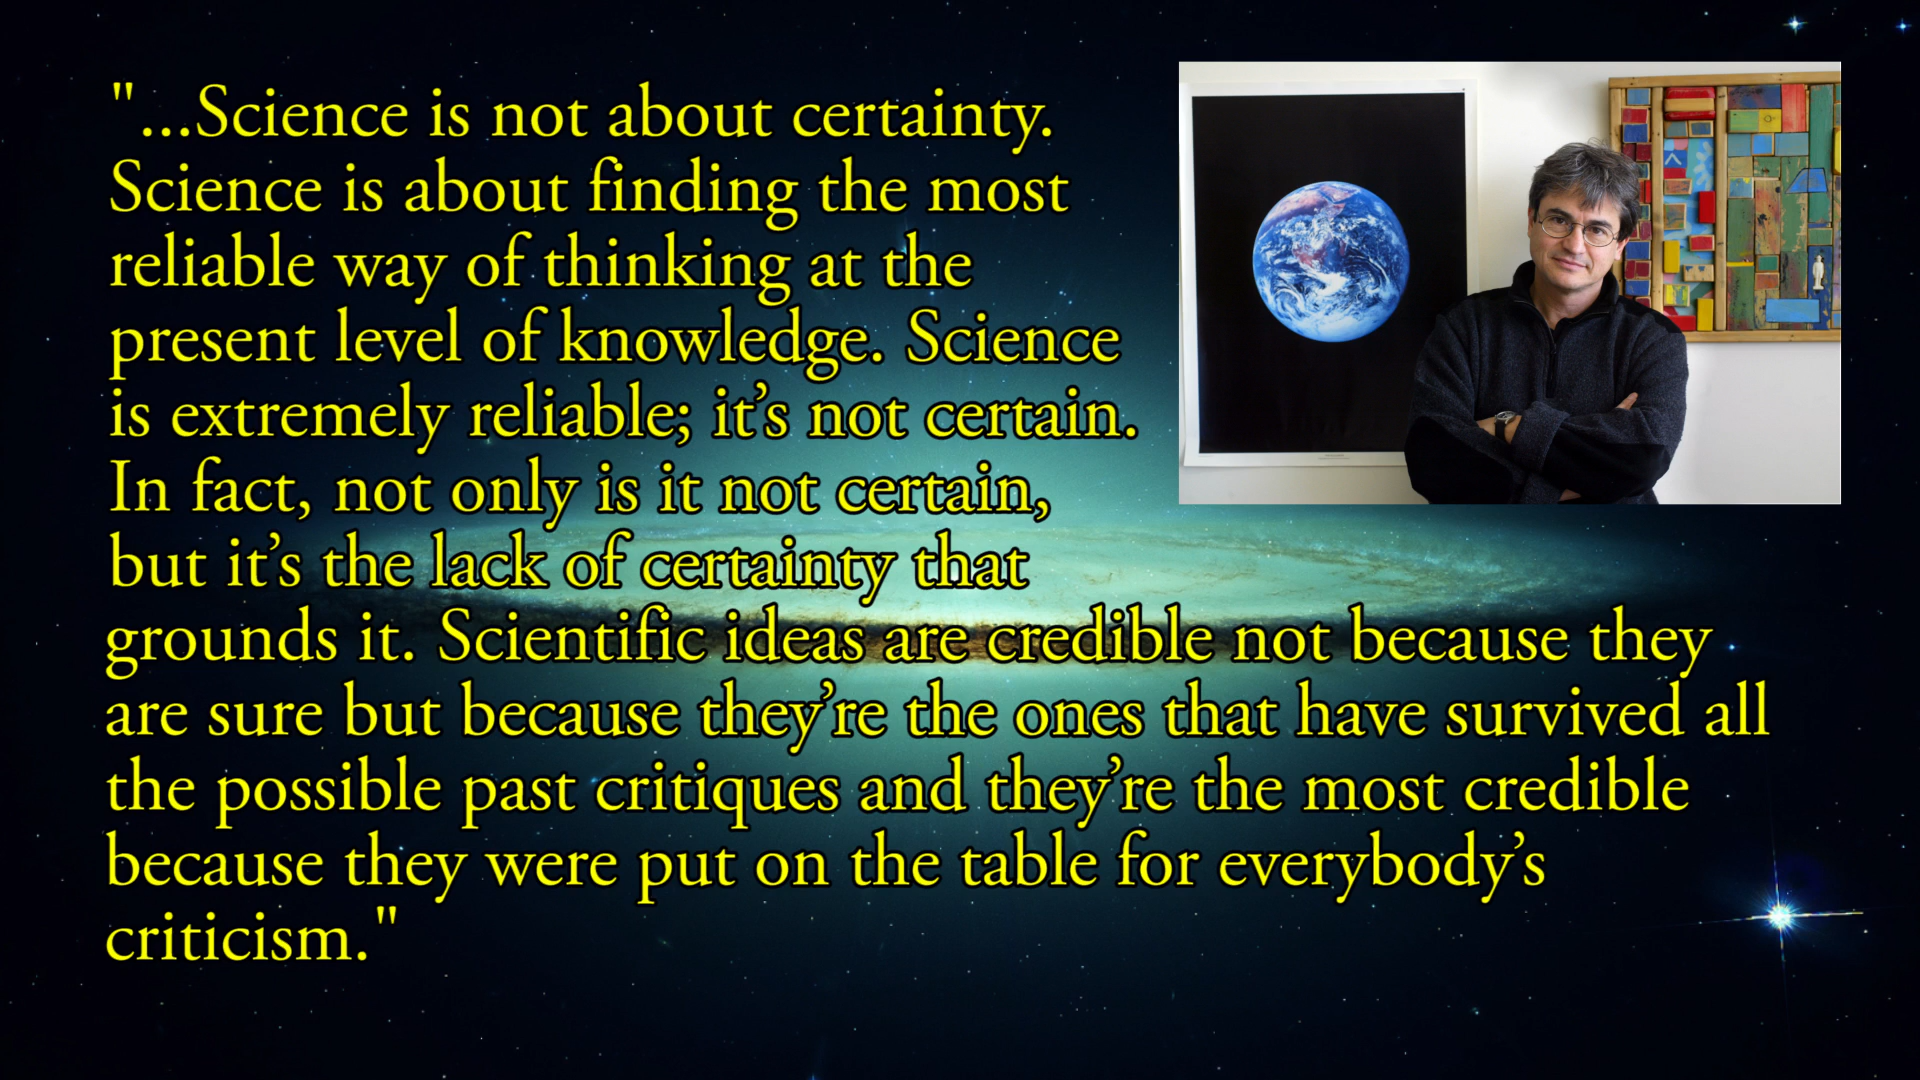 "...Science is not about certainty.
Science is about finding the most
reliable way of thinking at the
present level of knowledge. Science
is extremely reliable; it’s not certain.
In fact, not only is it not certain,
but it’s the lack of certainty that
grounds it. Scientific ideas are credible not because they
are sure but because they’re the ones that have survived all
the possible past critiques and they’re the most credible
because they were put on the table for everybody’s
criticism."